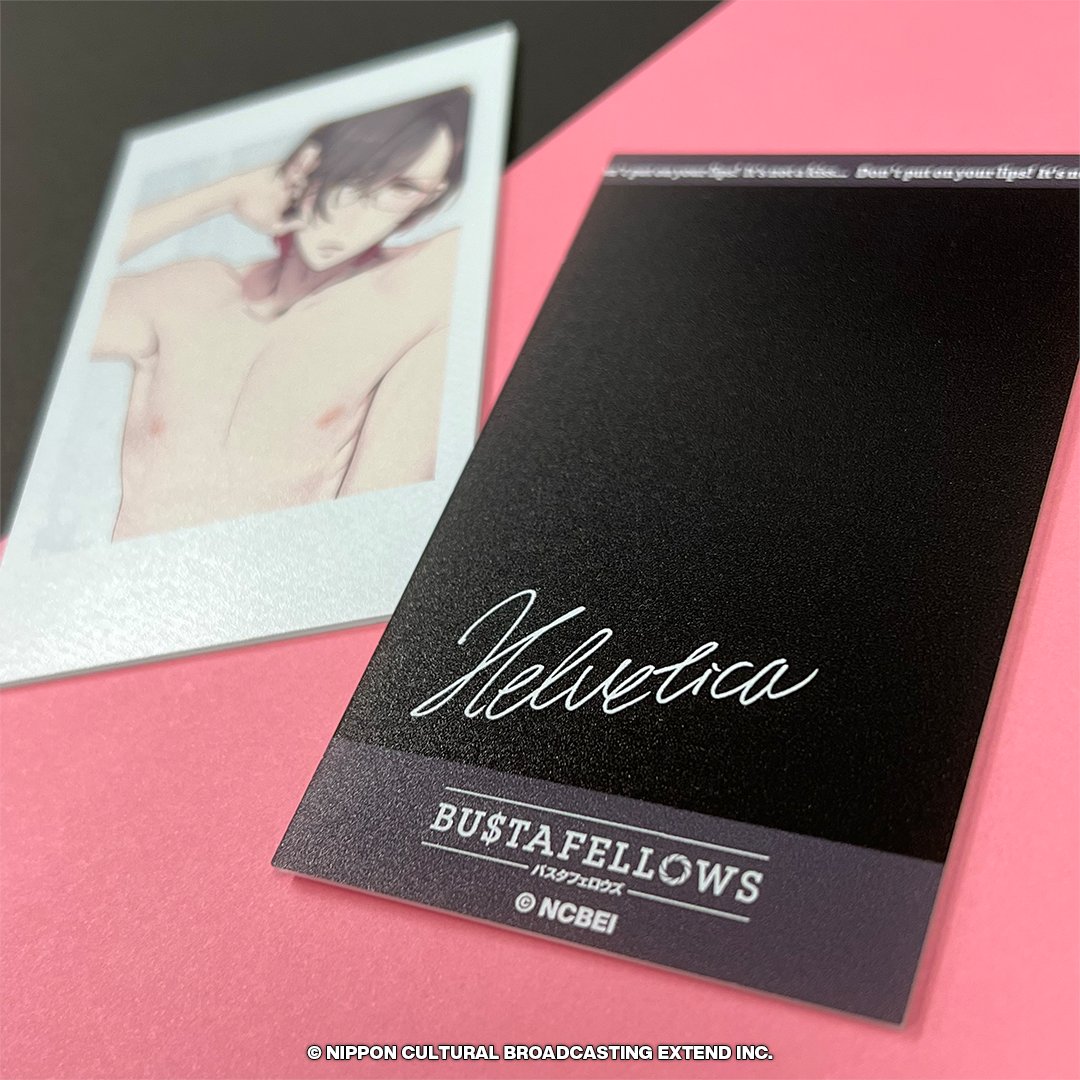 Don't put on your lips! It's not a kiss... Don't put on your lips! It's
Helvetica
BU$TAFELLOWS
バスタフェロウズ
© NCBEI
© NIPPON CULTURAL BROADCASTING EXTEND INC.